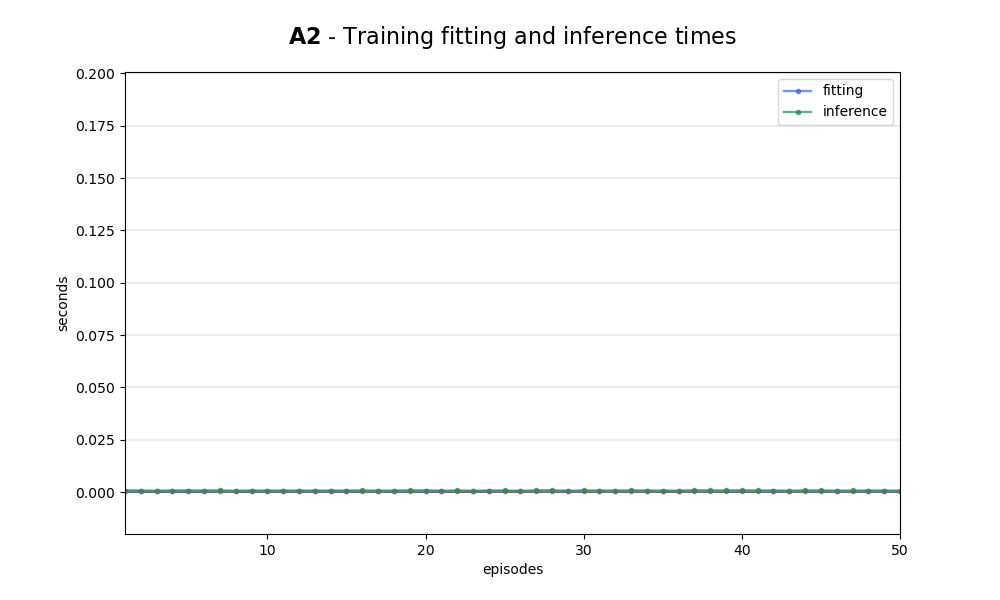 A2 - Training fitting and inference times
fitting
inference
seconds
0.200
0.175
0.150
0.125
0.100
0.075
0.050
0.025
0.000
10 20 30 40 50
episodes